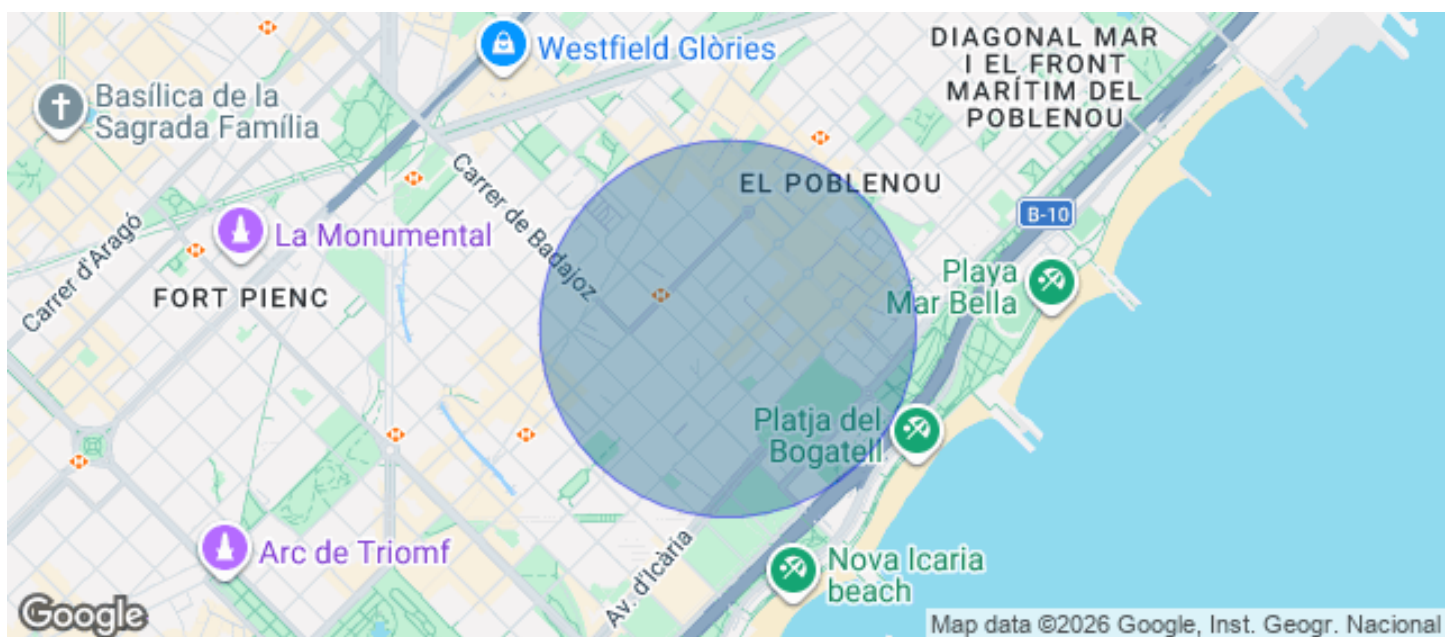 Westfield Glòries
DIAGONAL MAR
I EL FRONT
MARÍTIM DEL
POBLENOU
Basílica de la
Sagrada Família
Carrer de Badajoz
EL POBLENOU
B-10
La Monumental
Carrer d'Aragó
FORT PIENC
Playa
Mar Bella
Platja del
Bogatell
Arc de Triomf
Av. d'Icària
Nova Icaria
beach
Google
Map data ©2026 Google, Inst. Geogr. Nacional